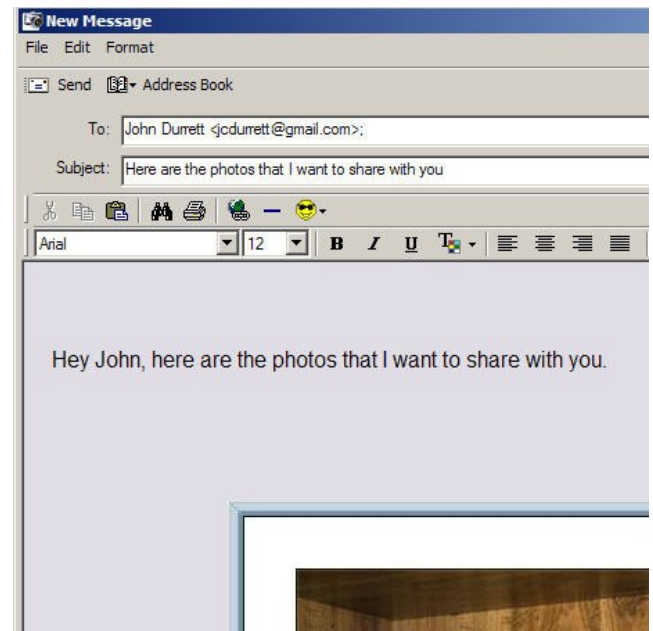 New Message
File Edit Format
Send Address Book
To: John Durrett <jcdurrett@gmail.com>;
Subject: Here are the photos that I want to share with you
Arial 12 B I U T
Hey John, here are the photos that I want to share with you.